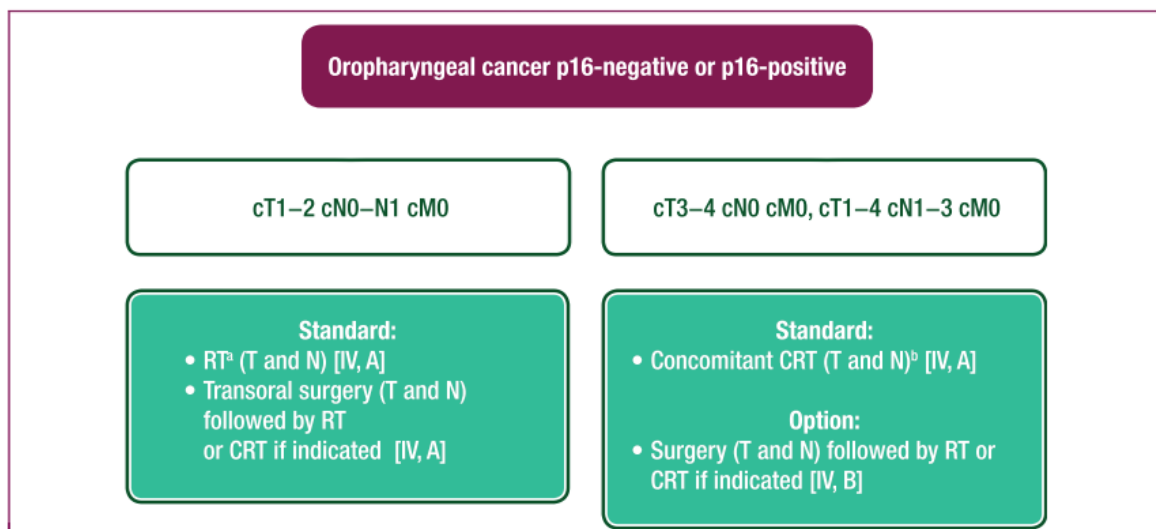 Oropharyngeal cancer p16-negative or p16-positive
cT1–2 cN0–N1 cM0
cT3–4 cN0 cM0, cT1–4 cN1–3 cM0
Standard:
• RTᵃ (T and N) [IV, A]
• Transoral surgery (T and N)
followed by RT
or CRT if indicated [IV, A]
Standard:
• Concomitant CRT (T and N)ᵇ [IV, A]
Option:
• Surgery (T and N) followed by RT or
CRT if indicated [IV, B]